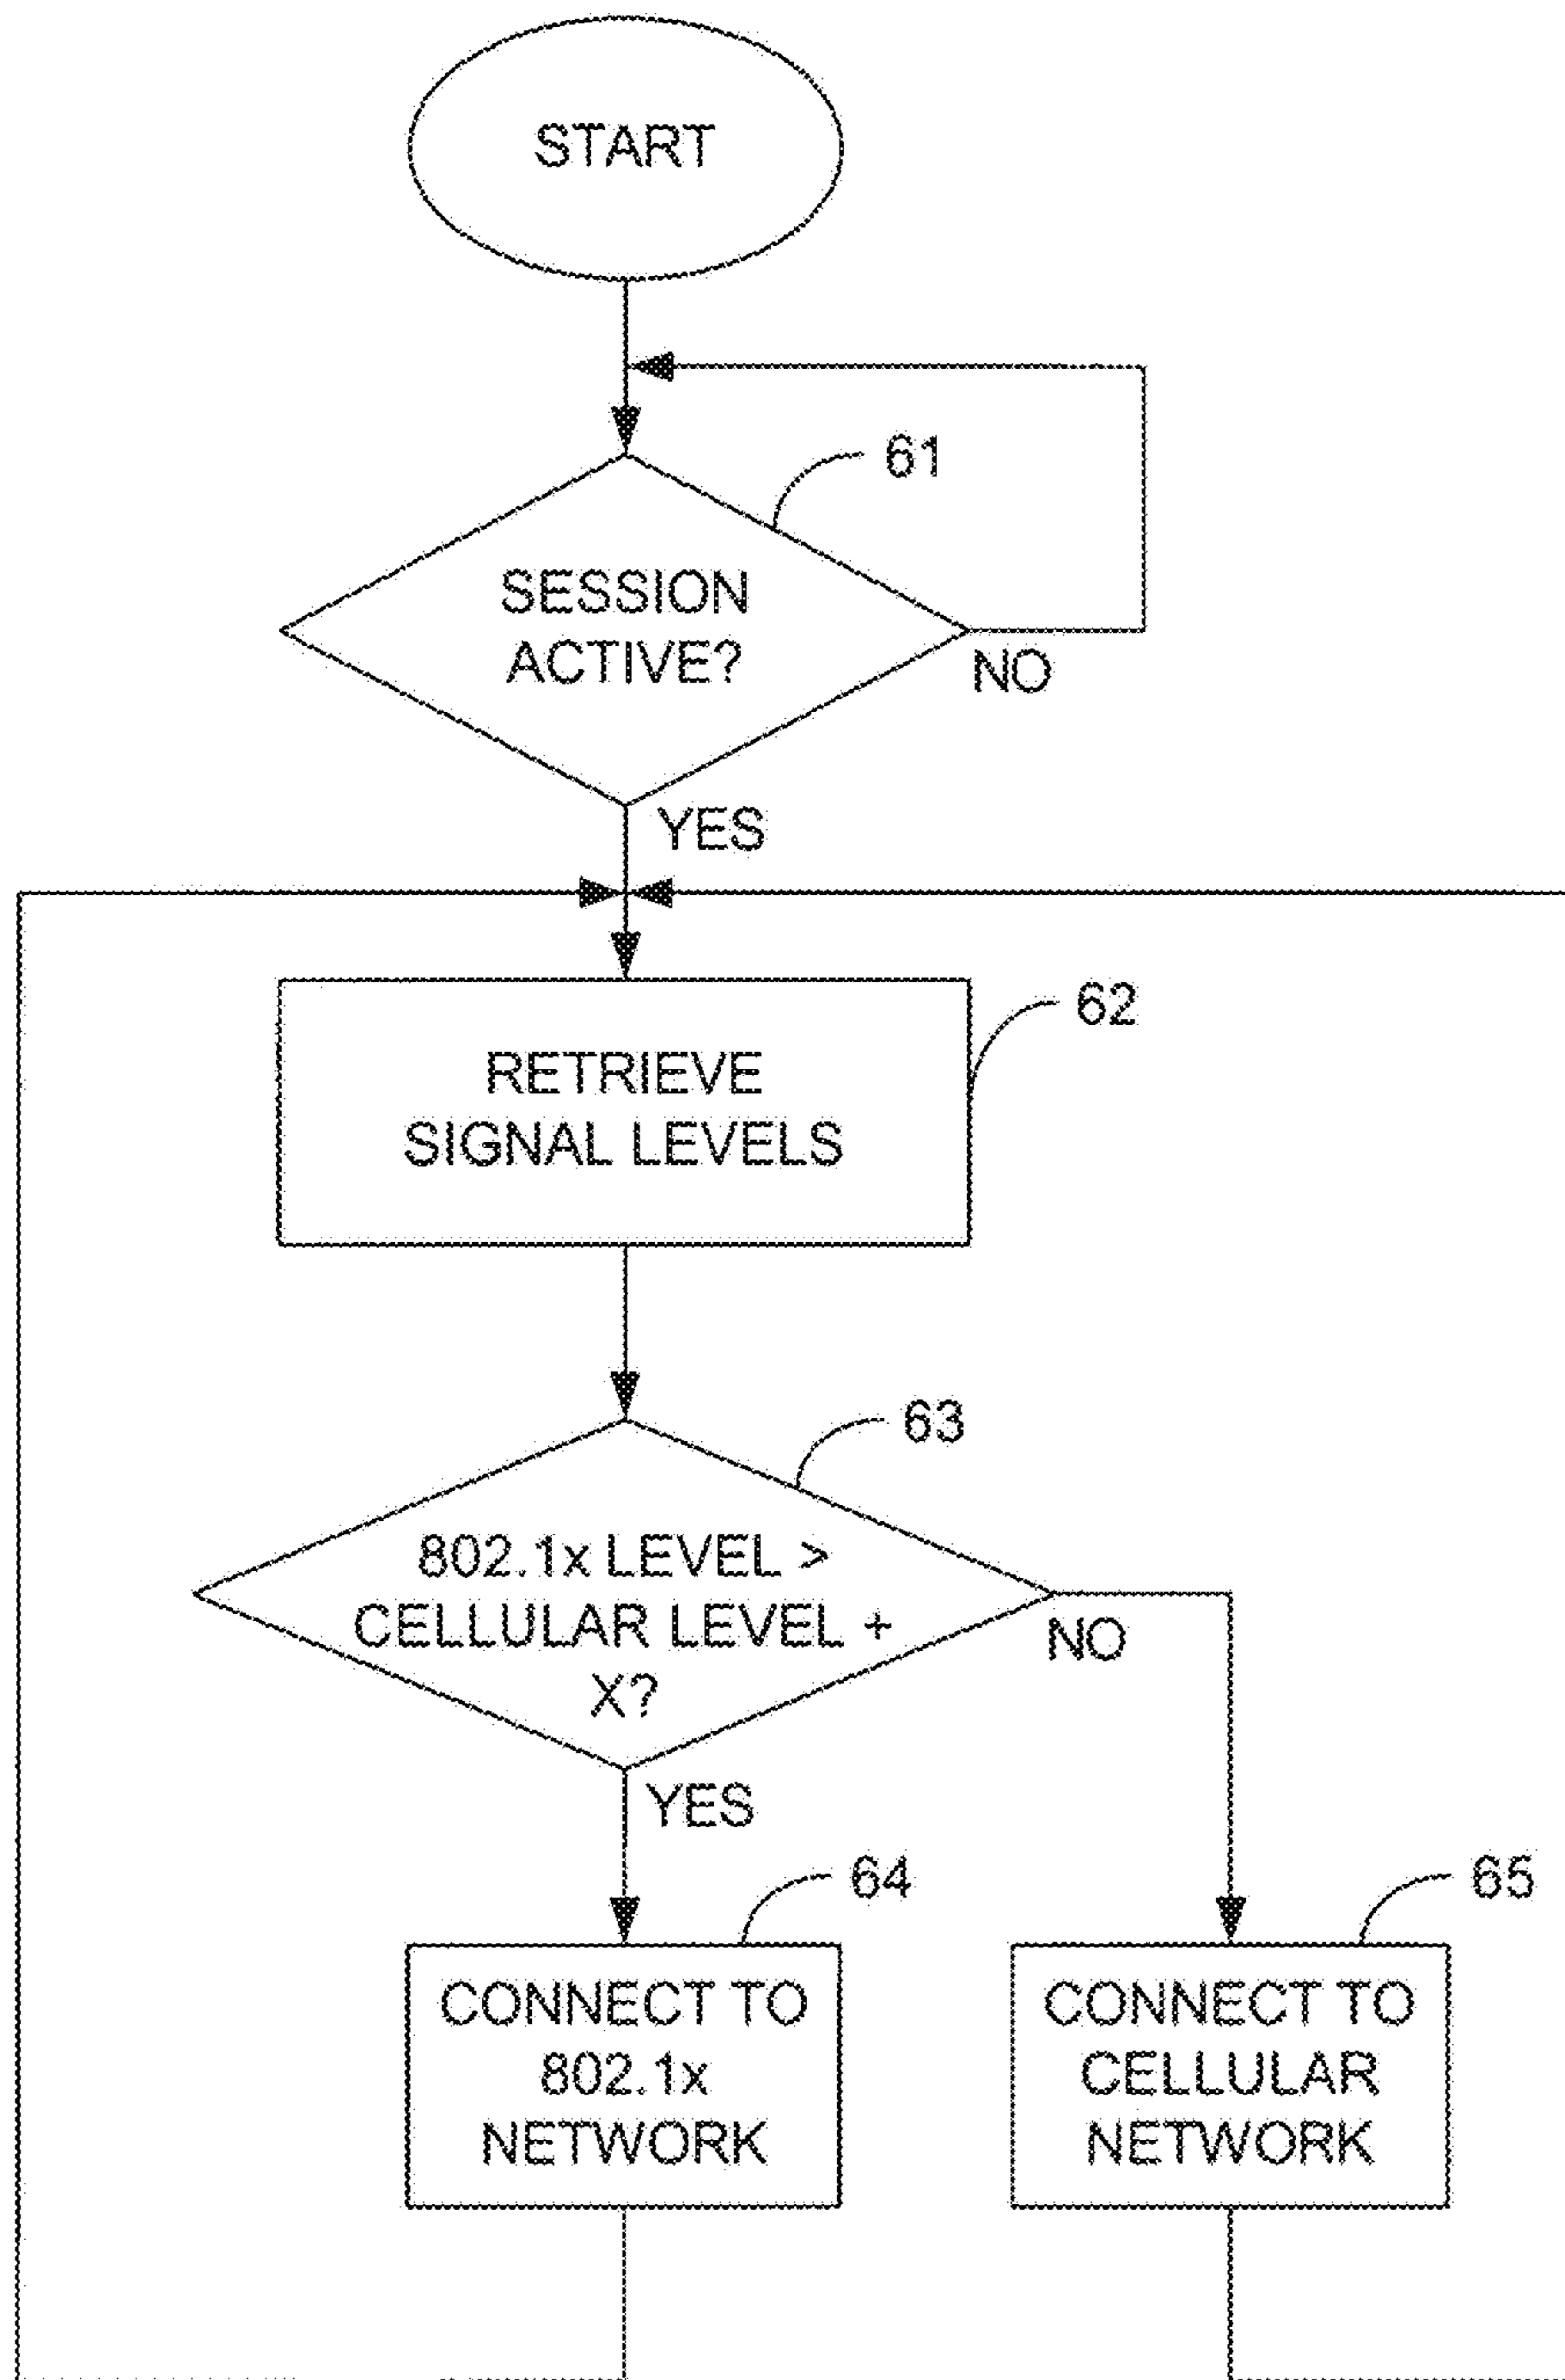 START
61
SESSION
ACTIVE?
NO
YES
62
RETRIEVE
SIGNAL LEVELS
63
802.1x LEVEL >
CELLULAR LEVEL +
X?
NO
YES
64
65
CONNECT TO
802.1x
NETWORK
CONNECT TO
CELLULAR
NETWORK